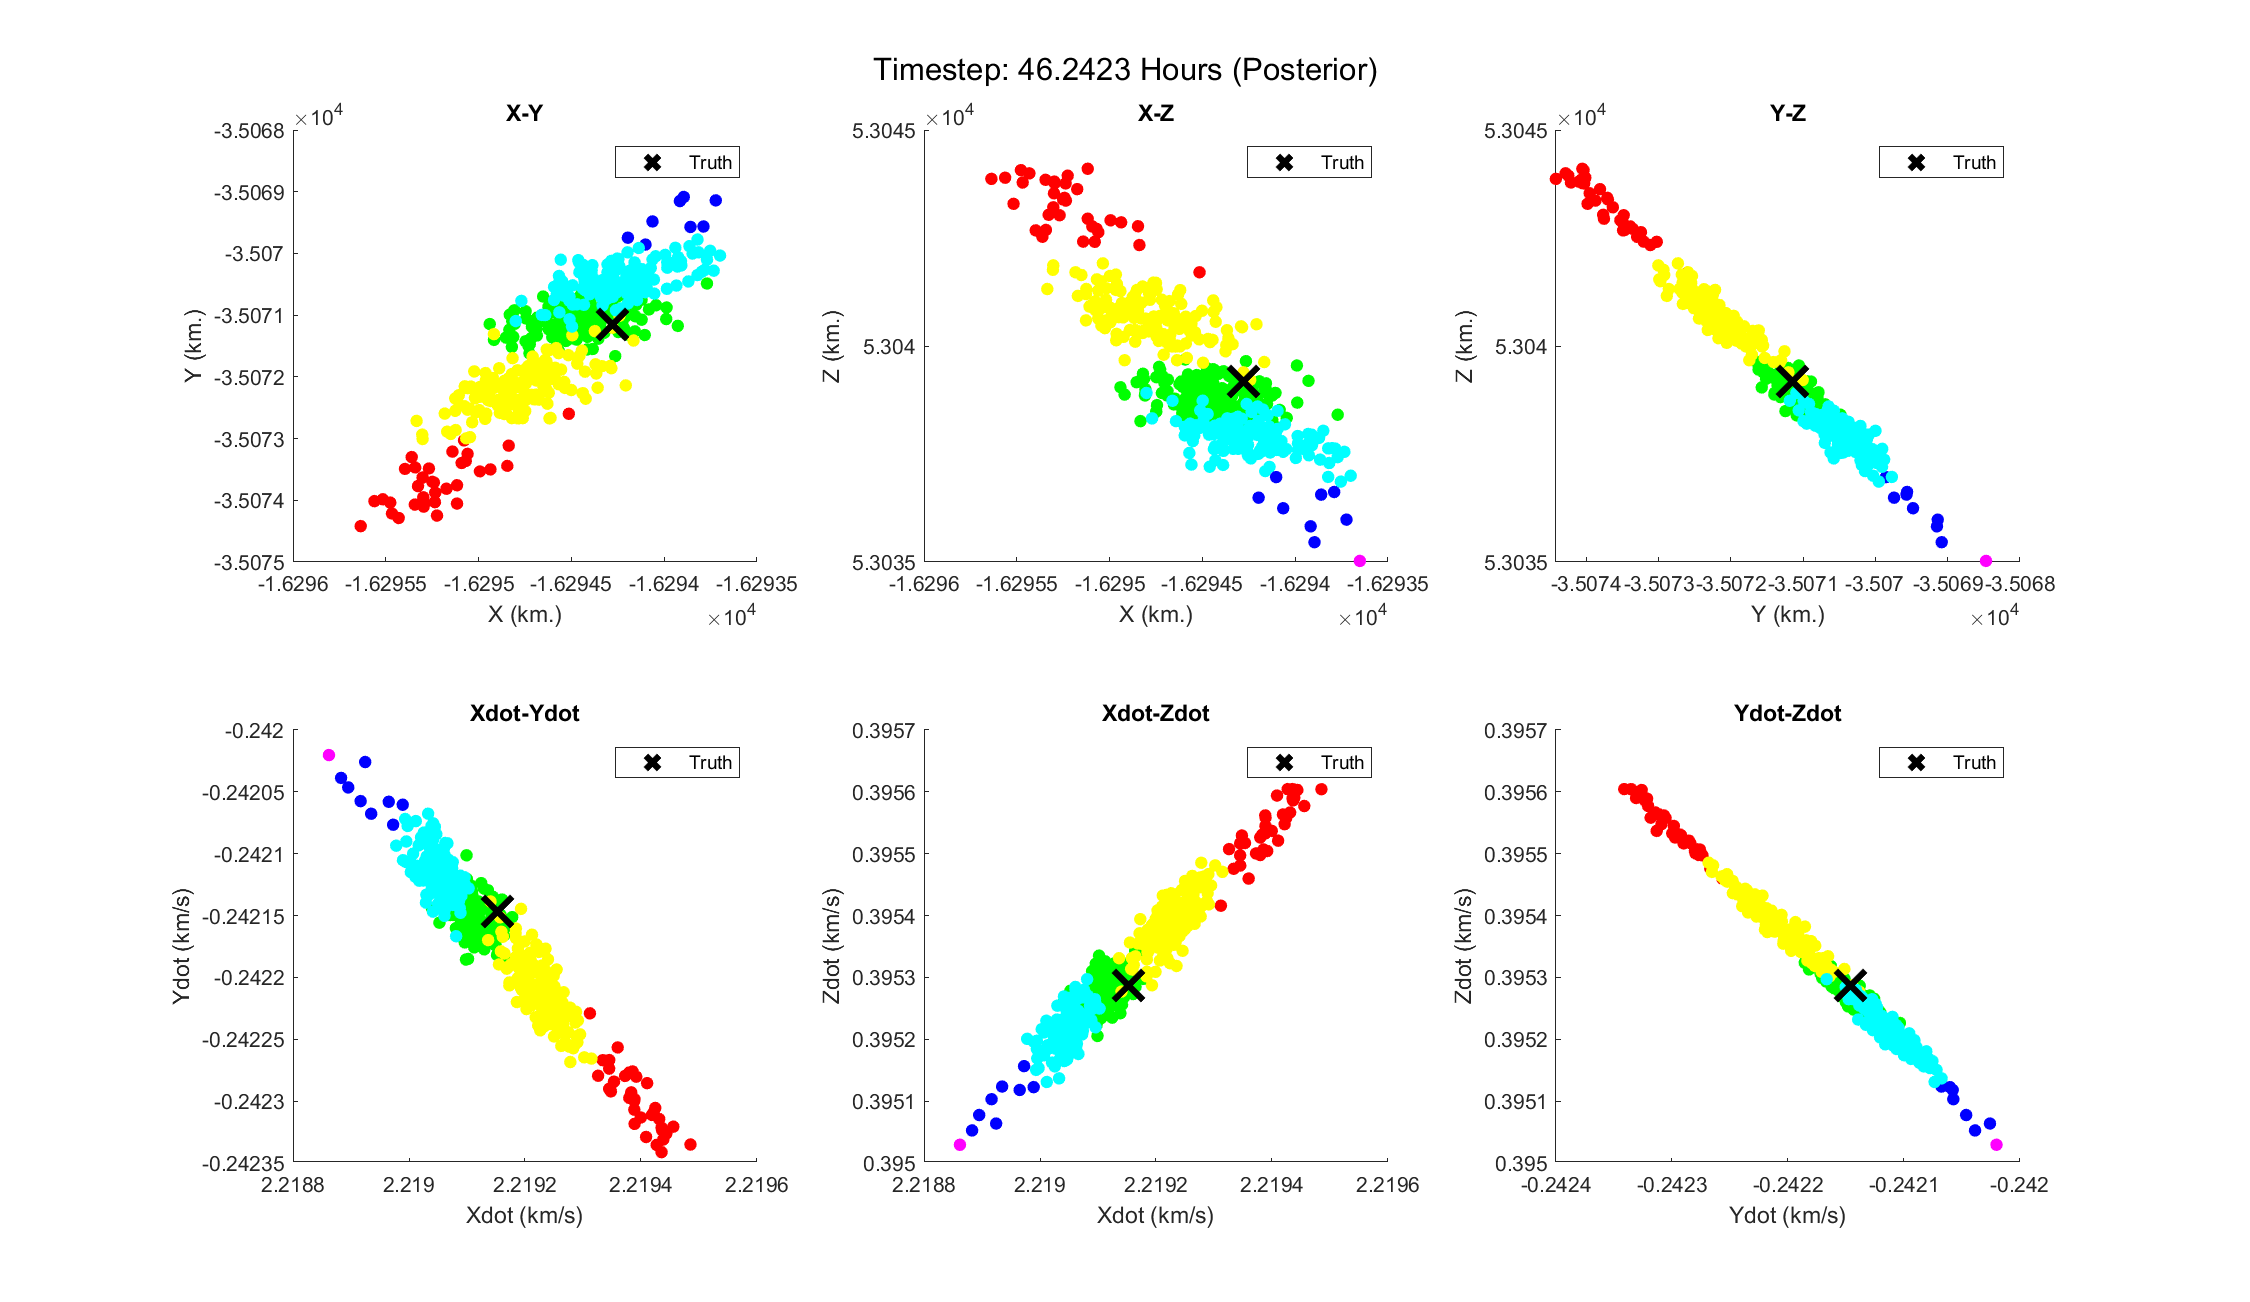 Timestep: 46.2423 Hours (Posterior)
X-Y
×10^4
-3.5068
-3.5069
-3.507
-3.5071
-3.5072
-3.5073
-3.5074
-3.5075
Y (km.)
Truth
-1.6296 -1.62955 -1.6295 -1.62945 -1.6294 -1.62935
X (km.)
×10^4
X-Z
×10^4
5.3045
5.304
5.3035
Z (km.)
Truth
-1.6296 -1.62955 -1.6295 -1.62945 -1.6294 -1.62935
X (km.)
×10^4
Y-Z
×10^4
5.3045
5.304
5.3035
Z (km.)
Truth
-3.5074 -3.5073 -3.5072 -3.5071 -3.507 -3.5069 -3.5068
Y (km.)
×10^4
Xdot-Ydot
-0.242
-0.24205
-0.2421
-0.24215
-0.2422
-0.24225
-0.2423
-0.24235
Ydot (km/s)
Truth
2.2188 2.219 2.2192 2.2194 2.2196
Xdot (km/s)
Xdot-Zdot
0.3957
0.3956
0.3955
0.3954
0.3953
0.3952
0.3951
0.395
Zdot (km/s)
Truth
2.2188 2.219 2.2192 2.2194 2.2196
Xdot (km/s)
Ydot-Zdot
0.3957
0.3956
0.3955
0.3954
0.3953
0.3952
0.3951
0.395
Zdot (km/s)
Truth
-0.2424 -0.2423 -0.2422 -0.2421 -0.242
Ydot (km/s)